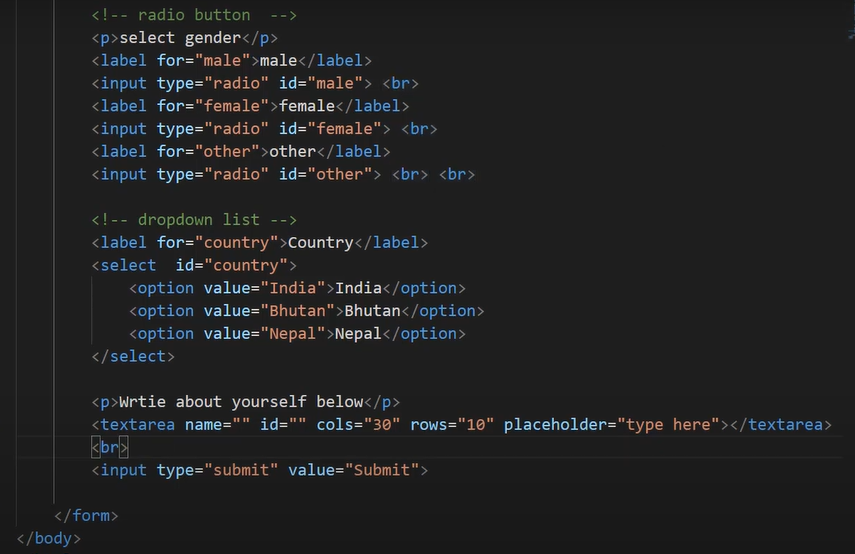 <!-- radio button  -->
<p>select gender</p>
<label for="male">male</label>
<input type="radio" id="male"> <br>
<label for="female">female</label>
<input type="radio" id="female"> <br>
<label for="other">other</label>
<input type="radio" id="other"> <br> <br>
<!-- dropdown list -->
<label for="country">Country</label>
<select  id="country">
<option value="India">India</option>
<option value="Bhutan">Bhutan</option>
<option value="Nepal">Nepal</option>
</select>
<p>Wrtie about yourself below</p>
<textarea name="" id="" cols="30" rows="10" placeholder="type here"></textarea>
<br>
<input type="submit" value="Submit">
</form>
</body>